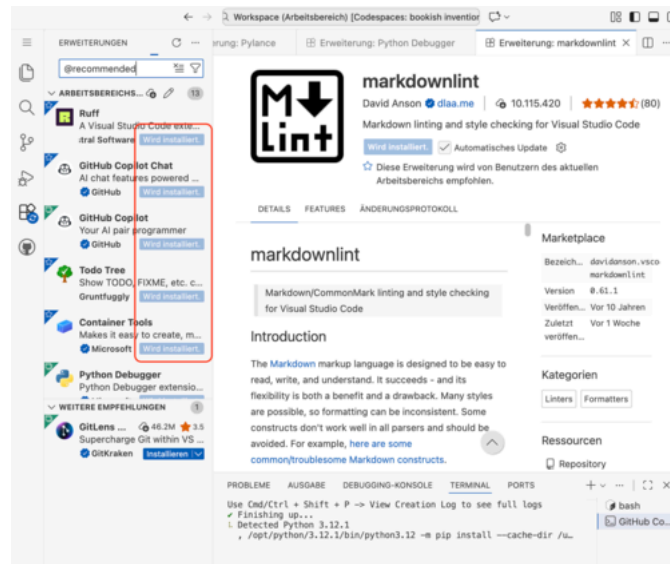 Workspace (Arbeitsbereich) [Codespaces: bookish invention
ERWEITERUNGEN
erung: Pylance
Erweiterung: Python Debugger
Erweiterung: markdownlint
@recommended
ARBEITSBEREICHS...
13
Ruff
A Visual Studio Code exte...
tral Software
Wird installiert.
GitHub Copilot Chat
AI chat features powered ...
GitHub
Wird installiert.
GitHub Copilot
Your AI pair programmer
GitHub
Wird installiert.
Todo Tree
Show TODO, FIXME, etc. c...
Gruntfuggly
Wird installiert.
Container Tools
Makes it easy to create, m...
Microsoft
Wird installiert.
Python Debugger
Python Debugger extensio...
WEITERE EMPFEHLUNGEN
1
GitLens ...
46.2M
3.5
Supercharge Git within VS ...
GitKraken
Installieren
M
Lint
markdownlint
David Anson
dlaa.me
10.115.420
(80)
Markdown linting and style checking for Visual Studio Code
Wird installiert.
Automatisches Update
Diese Erweiterung wird von Benutzern des aktuellen
Arbeitsbereichs empfohlen.
DETAILS
FEATURES
ÄNDERUNGSPROTOKOLL
markdownlint
Markdown/CommonMark linting and style checking
for Visual Studio Code
Introduction
The Markdown markup language is designed to be easy to
read, write, and understand. It succeeds - and its
flexibility is both a benefit and a drawback. Many styles
are possible, so formatting can be inconsistent. Some
constructs don't work well in all parsers and should be
avoided. For example, here are some
common/troublesome Markdown constructs.
Marketplace
Bezeich...
davidanson.vsco
markdownlint
Version
0.61.1
Veröffen...
Vor 10 Jahren
Zuletzt
Vor 1 Woche
veröffen...
Kategorien
Linters
Formatters
Ressourcen
Repository
PROBLEME
AUSGABE
DEBUGGING-KONSOLE
TERMINAL
PORTS
Use Cmd/Ctrl + Shift + P -> View Creation Log to see full logs
✔ Finishing up...
Detected Python 3.12.1
, /opt/python/3.12.1/bin/python3.12 -m pip install --cache-dir /u…
bash
GitHub Co...